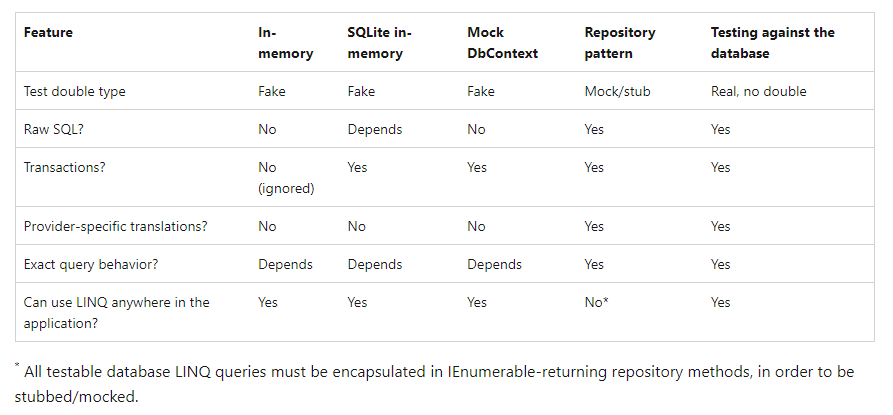 Feature In-memory SQLite in-memory Mock DbContext Repository pattern Testing against the database
Test double type Fake Fake Fake Mock/stub Real, no double
Raw SQL? No Depends No Yes Yes
Transactions? No (ignored) Yes Yes Yes Yes
Provider-specific translations? No No No Yes Yes
Exact query behavior? Depends Depends Depends Yes Yes
Can use LINQ anywhere in the application? Yes Yes Yes No* Yes
* All testable database LINQ queries must be encapsulated in IEnumerable-returning repository methods, in order to be
stubbed/mocked.